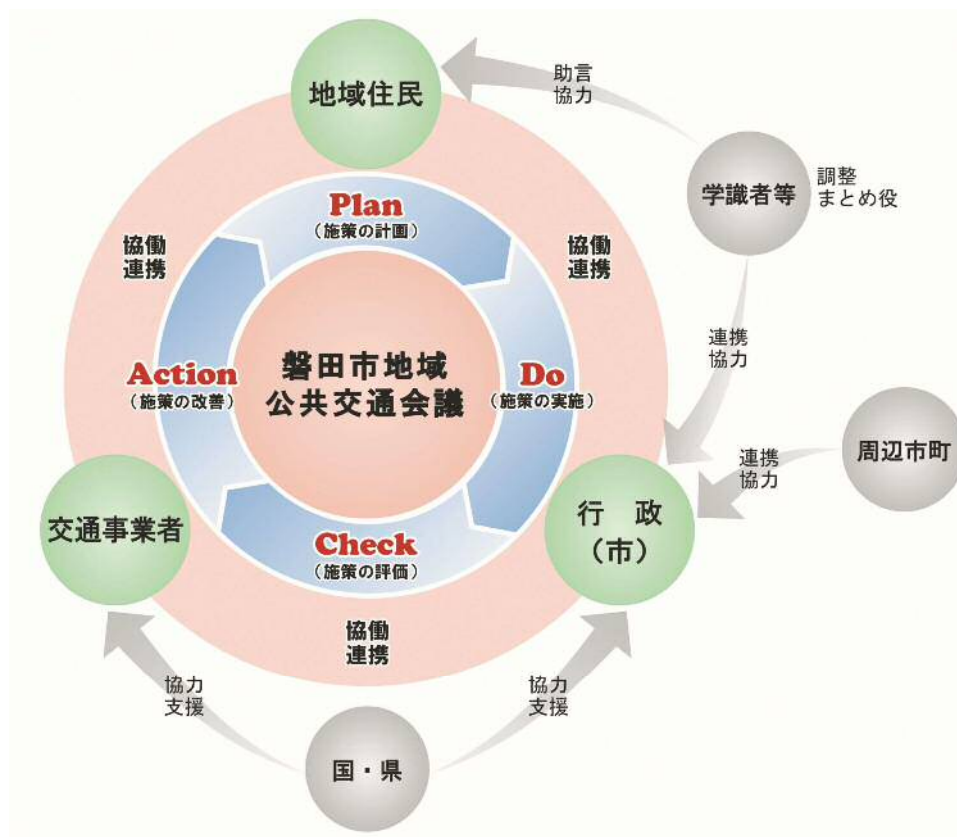 地域住民
助言
協力
学識者等
調整
まとめ役
Plan
(施策の計画)
協働
連携
協働
連携
連携
協力
磐田市地域
公共交通会議
Action
(施策の改善)
Do
(施策の実施)
周辺市町
連携
協力
交通事業者
行 政
(市)
Check
(施策の評価)
協働
連携
協力
支援
協力
支援
国・県